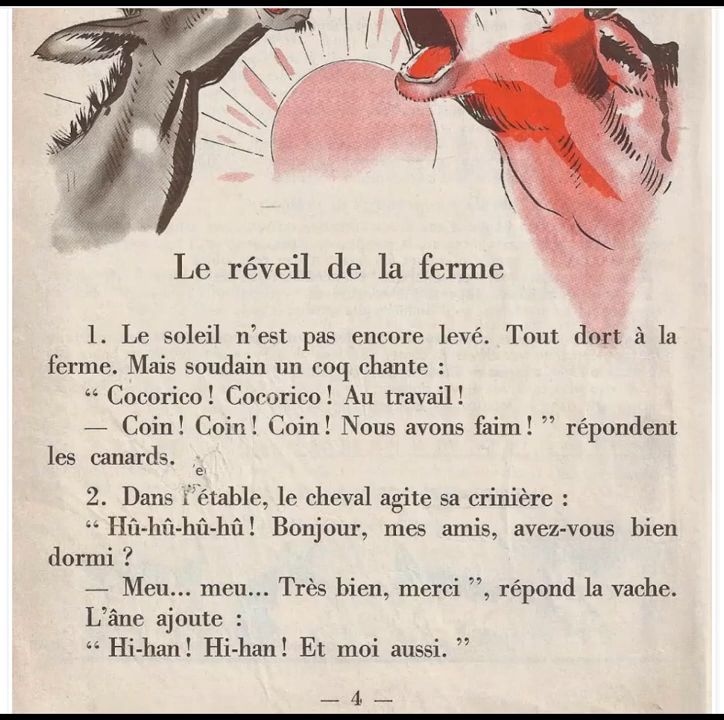 Le réveil de la ferme
1. Le soleil n'est pas encore levé. Tout dort à la
ferme. Mais soudain un coq chante :
“ Cocorico ! Cocorico ! Au travail !
— Coin ! Coin ! Coin ! Nous avons faim ! ” répondent
les canards.
2. Dans l'étable, le cheval agite sa crinière :
“ Hû-hû-hû-hû ! Bonjour, mes amis, avez-vous bien
dormi ?
— Meu... meu... Très bien, merci ”, répond la vache.
L'âne ajoute :
“ Hi-han ! Hi-han ! Et moi aussi. ”
— 4 —